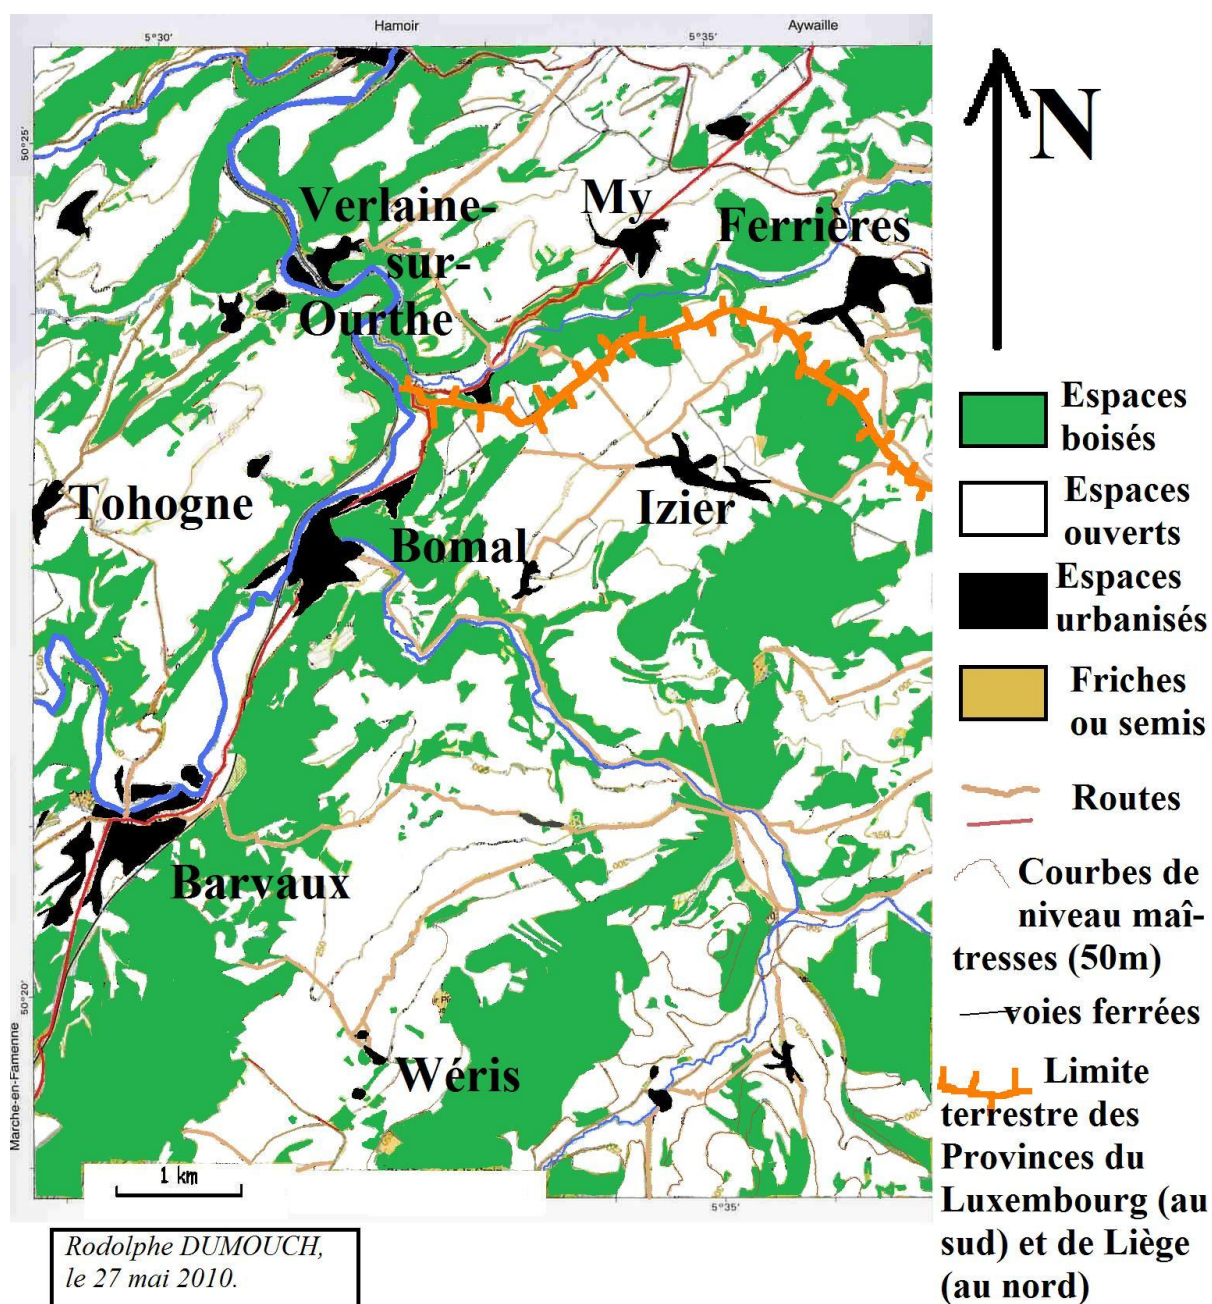 Hamoir
Aywaille
5°30'
5°35'
50°25'
N
Verlaine-
sur-
Ourthe
My
Ferrières
Tohogne
Bomal
Izier
Barvaux
Wéris
50°20'
Marche-en-Famenne
5°35'
1 km
Espaces
boisés
Espaces
ouverts
Espaces
urbanisés
Friches
ou semis
Routes
Courbes de
niveau maî-
tresses (50m)
voies ferrées
Limite
terrestre des
Provinces du
Luxembourg (au
sud) et de Liège
(au nord)
Rodolphe DUMOUCH,
le 27 mai 2010.